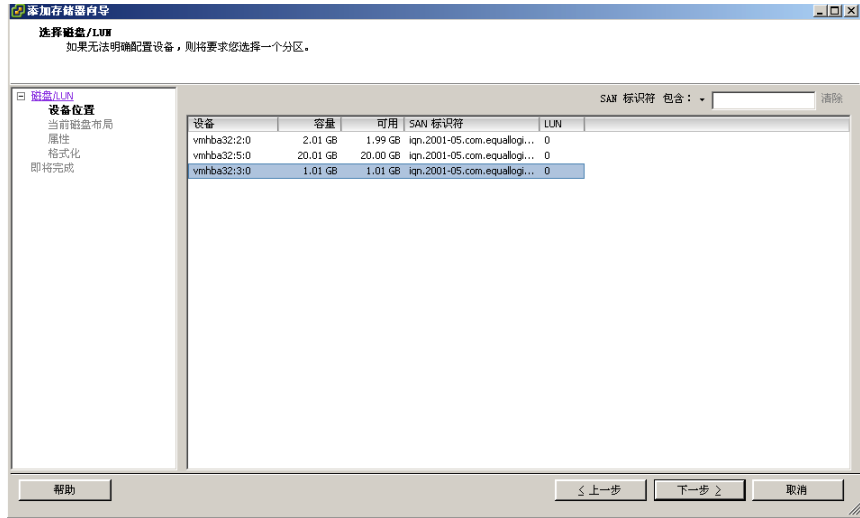 添加存储器向导
选择磁盘/LUN
如果无法明确配置设备，则将要求您选择一个分区。
磁盘/LUN
设备位置
当前磁盘布局
属性
格式化
即将完成
SAN 标识符 包含： 清除
设备 容量 可用 SAN 标识符 LUN
vmhba32:2:0 2.01 GB 1.99 GB iqn.2001-05.com.equallogi... 0
vmhba32:5:0 20.01 GB 20.00 GB iqn.2001-05.com.equallogi... 0
vmhba32:3:0 1.01 GB 1.01 GB iqn.2001-05.com.equallogi... 0
帮助 ≤上一步 下一步 ≥ 取消